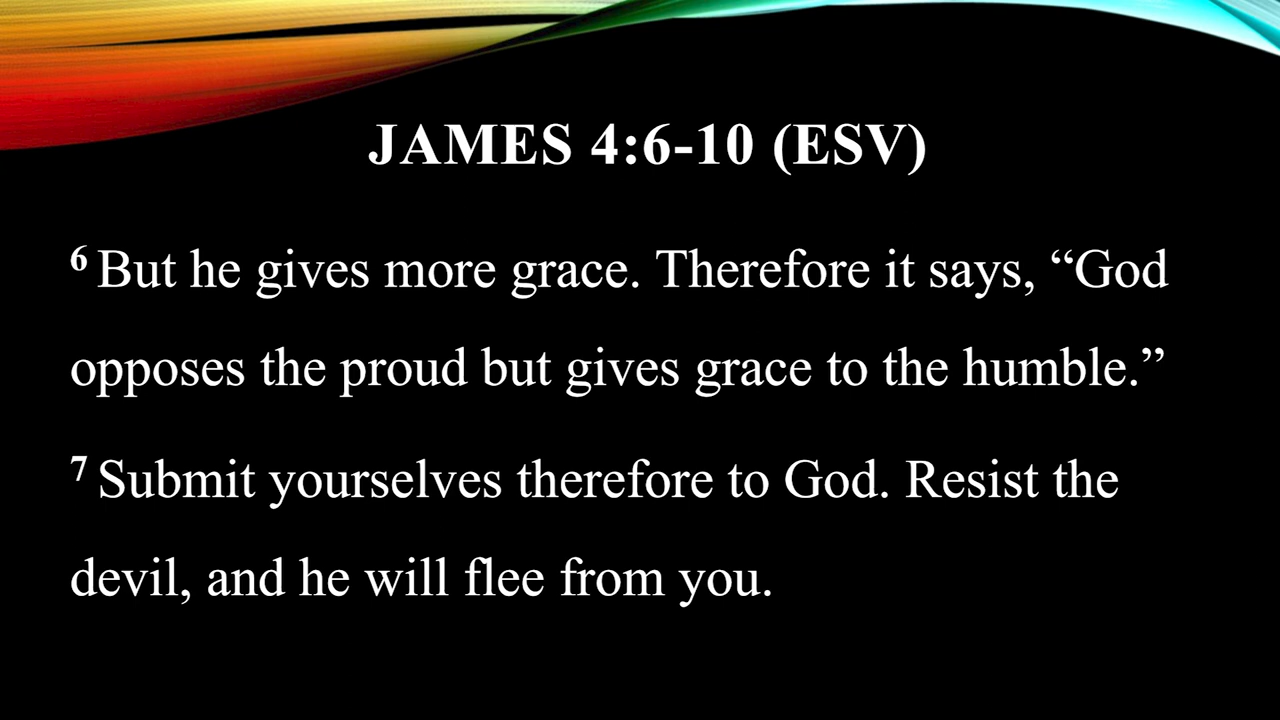 JAMES 4:6-10 (ESV)
6 But he gives more grace. Therefore it says, “God
opposes the proud but gives grace to the humble.”
7 Submit yourselves therefore to God. Resist the
devil, and he will flee from you.